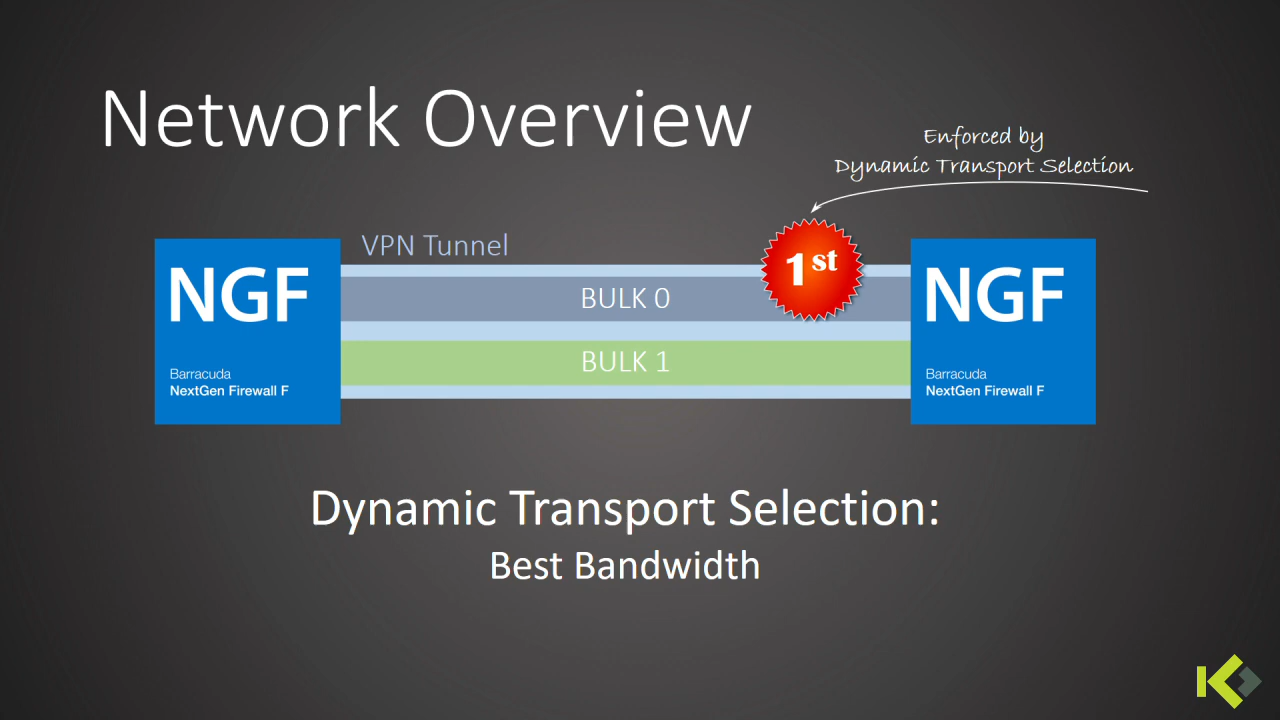 Network Overview
Enforced by
Dynamic Transport Selection
VPN Tunnel
1st
NGF
Barracuda
NextGen Firewall F
BULK 0
BULK 1
NGF
Barracuda
NextGen Firewall F
Dynamic Transport Selection:
Best Bandwidth